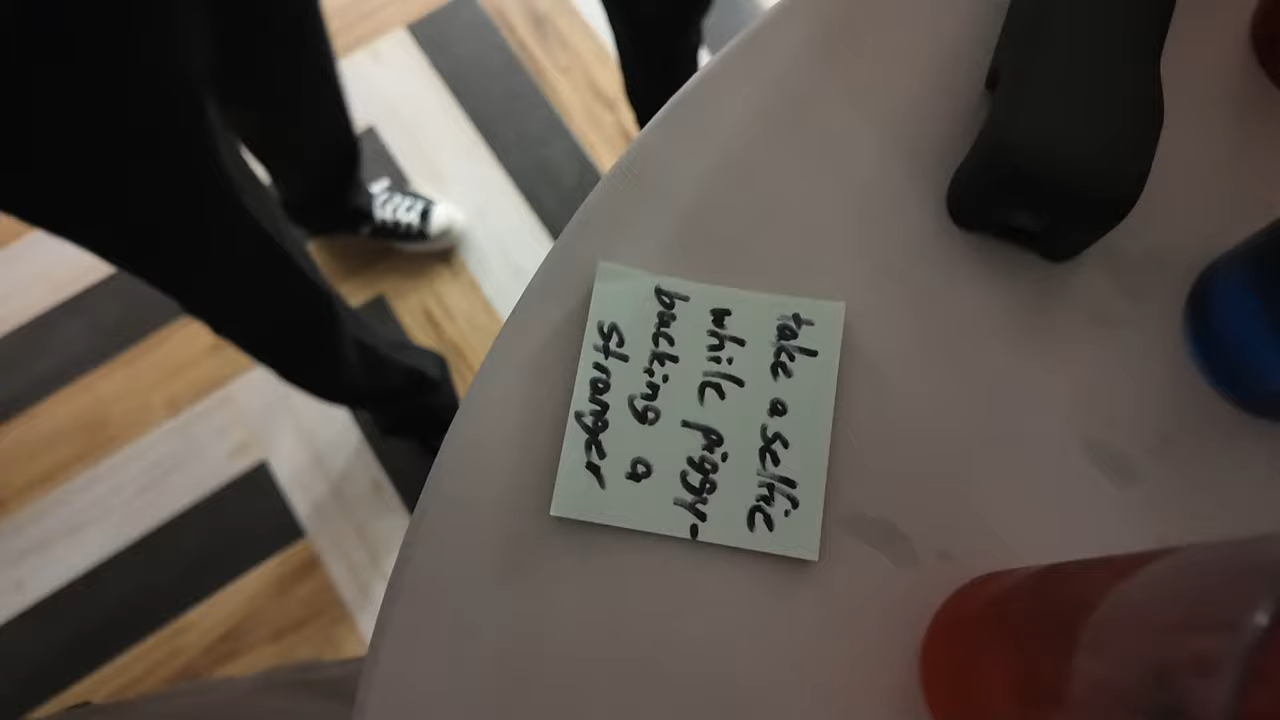 take a selfie
while piggy-
backing a
stranger